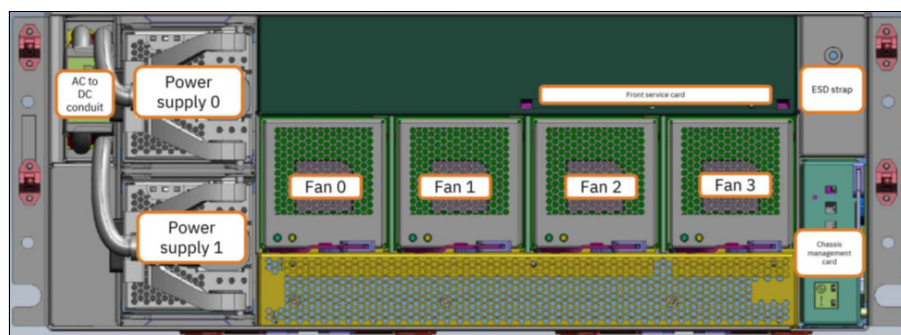 AC to
DC
conduit
Power
supply 0
Front service card
ESD strap
Fan 0
Fan 1
Fan 2
Fan 3
Power
supply 1
Chassis
management
card